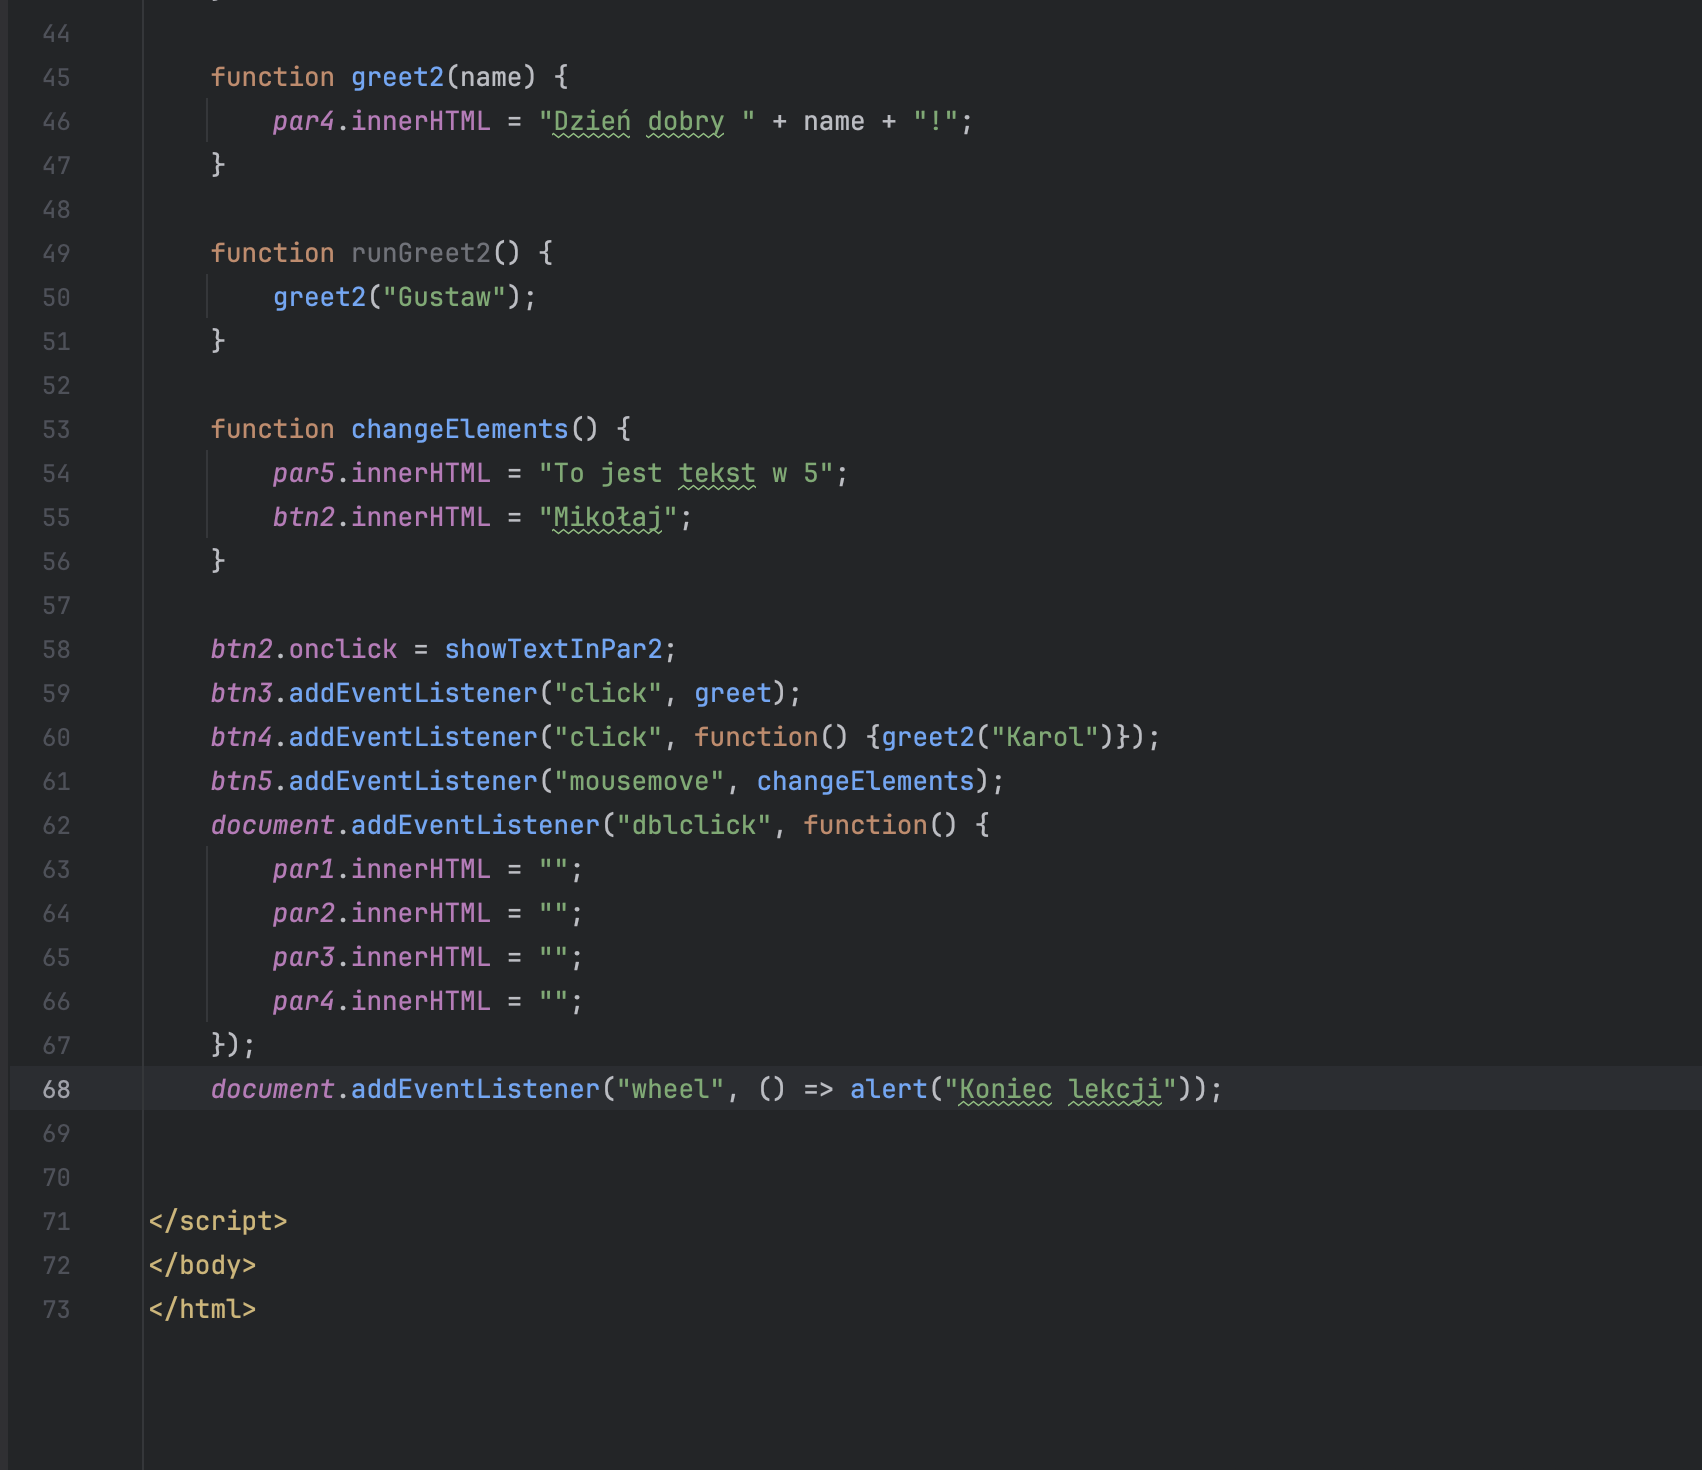 44
45 function greet2(name) {
46 par4.innerHTML = "Dzień dobry " + name + "!";
47 }
48
49 function runGreet2() {
50 greet2("Gustaw");
51 }
52
53 function changeElements() {
54 par5.innerHTML = "To jest tekst w 5";
55 btn2.innerHTML = "Mikołaj";
56 }
57
58 btn2.onclick = showTextInPar2;
59 btn3.addEventListener("click", greet);
60 btn4.addEventListener("click", function() {greet2("Karol")});
61 btn5.addEventListener("mousemove", changeElements);
62 document.addEventListener("dblclick", function() {
63 par1.innerHTML = "";
64 par2.innerHTML = "";
65 par3.innerHTML = "";
66 par4.innerHTML = "";
67 });
68 document.addEventListener("wheel", () => alert("Koniec lekcji"));
69
70
71 </script>
72 </body>
73 </html>